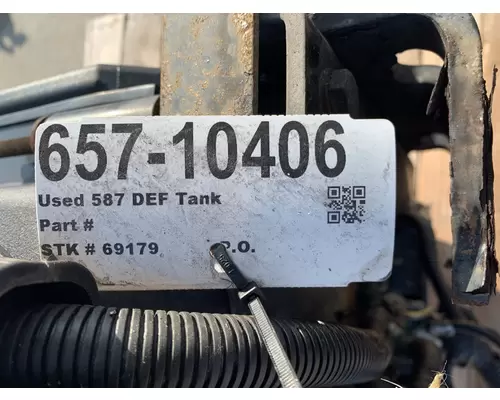 657-10406
Used 587 DEF Tank
Part #
STK # 69179 P.O.